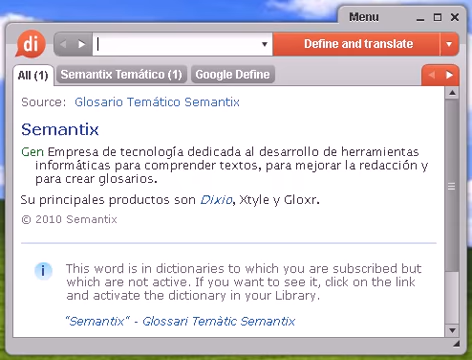 Menu
di
Define and translate
All (1) Semantix Temático (1) Google Define
Source: Glosario Temático Semantix
Semantix
Gen Empresa de tecnología dedicada al desarrollo de herramientas
informáticas para comprender textos, para mejorar la redacción y
para crear glosarios.
Su principales productos son Dixio, Xtyle y Gloxr.
© 2010 Semantix
i
This word is in dictionaries to which you are subscribed but
which are not active. If you want to see it, click on the link
and activate the dictionary in your Library.
"Semantix" - Glossari Temàtic Semantix